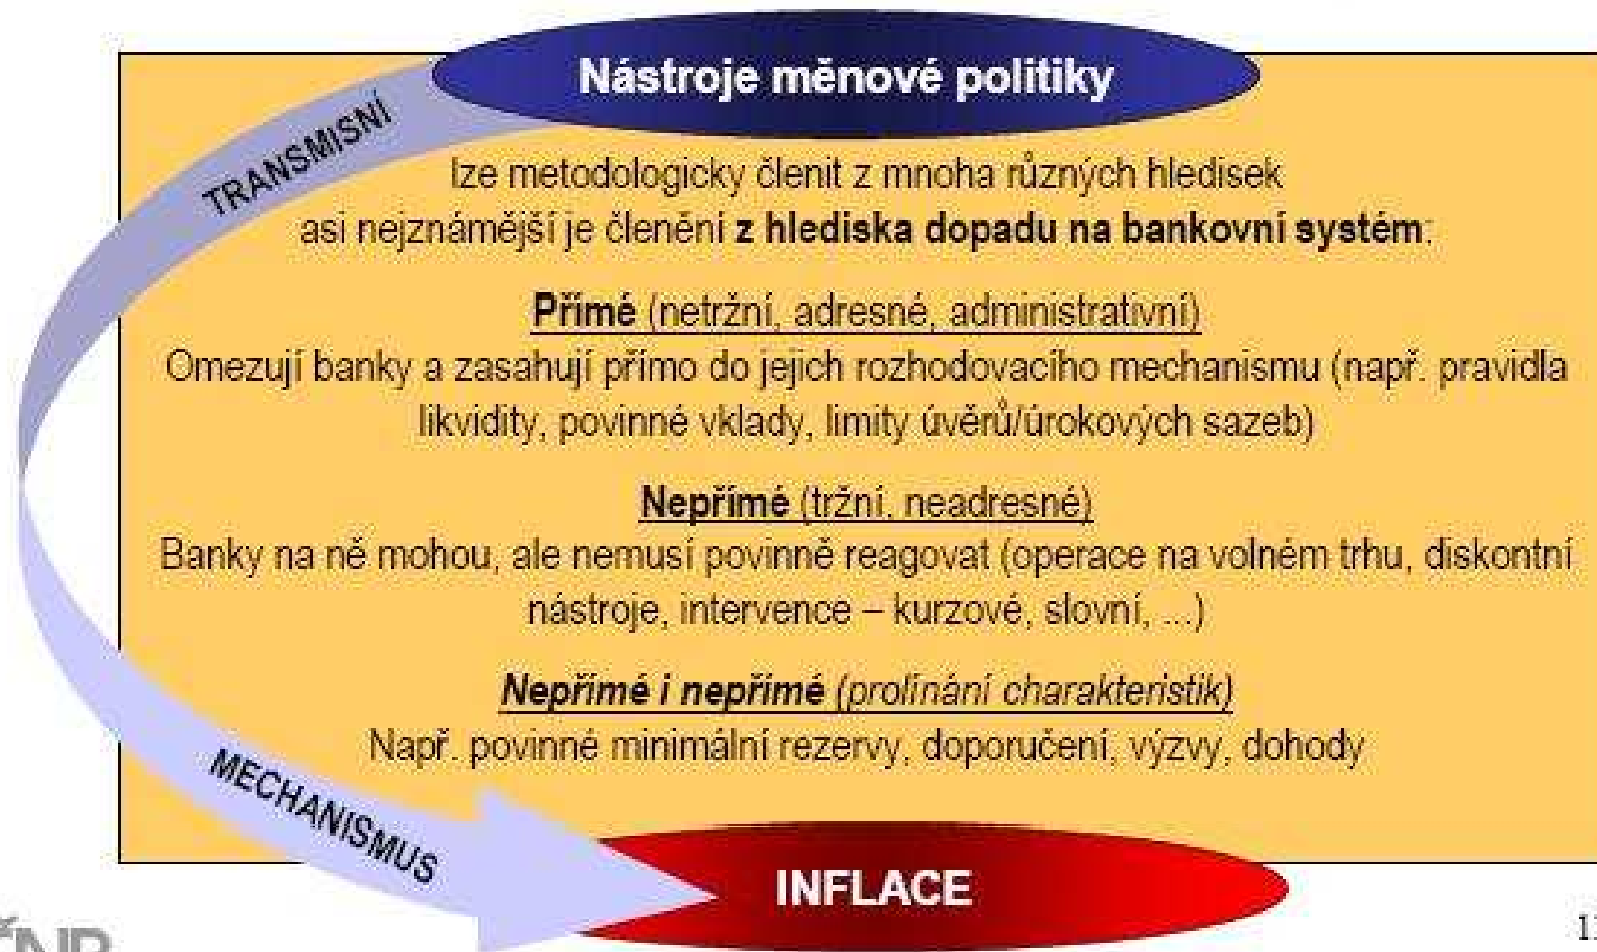 Nástroje měnové politiky
TRANSMISNÍ
lze metodologicky členit z mnoha různých hledisek
asi nejznámější je členění z hlediska dopadu na bankovní systém:
Přímé (netržní, adresné, administrativní)
Omezují banky a zasahují přímo do jejich rozhodovacího mechanismu (např. pravidla
likvidity, povinné vklady, limity úvěrů/úrokových sazeb)
Nepřímé (tržní, neadresné)
Banky na ně mohou, ale nemusí povinně reagovat (operace na volném trhu, diskontní
nástroje, intervence – kurzové, slovní, ...)
Nepřímé i nepřímé (prolínání charakteristik)
Např. povinné minimální rezervy, doporučení, výzvy, dohody
MECHANISMUS
INFLACE
ČNB